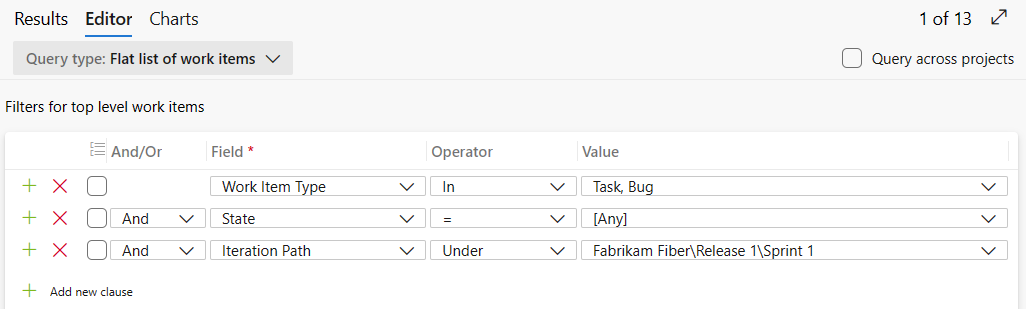 Results Editor Charts 1 of 13
Query type: Flat list of work items Query across projects
Filters for top level work items
And/Or Field * Operator Value
Work Item Type In Task, Bug
And State = [Any]
And Iteration Path Under Fabrikam Fiber\Release 1\Sprint 1
Add new clause